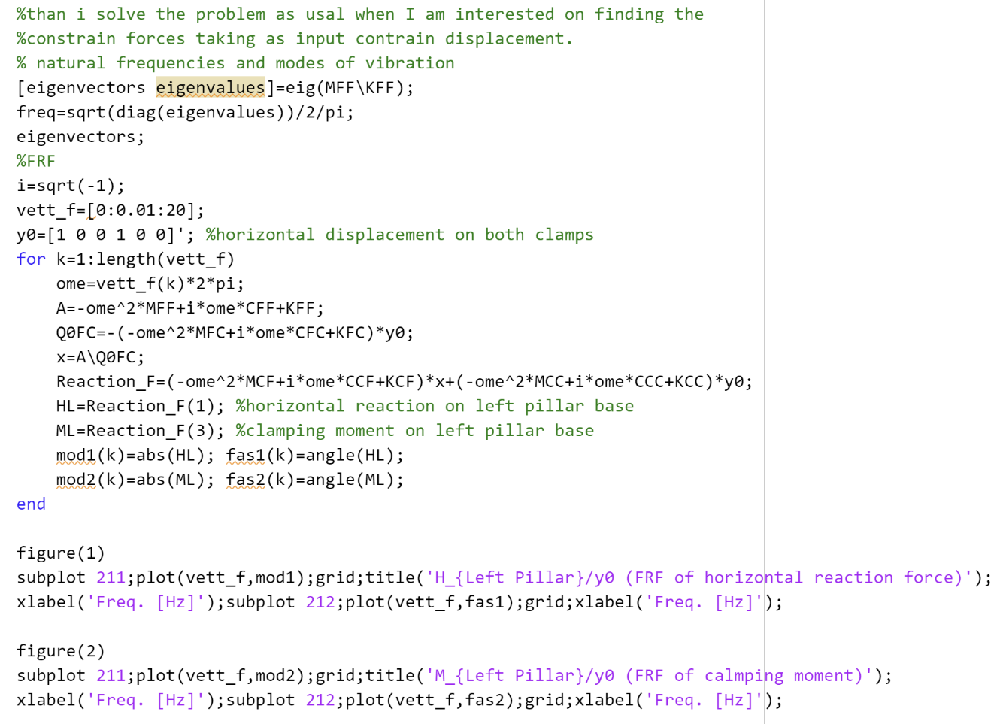 %than i solve the problem as usal when I am interested on finding the
%constrain forces taking as input contrain displacement.
% natural frequencies and modes of vibration
[eigenvectors eigenvalues]=eig(MFF\KFF);
freq=sqrt(diag(eigenvalues))/2/pi;
eigenvectors;
%FRF
i=sqrt(-1);
vett_f=[0:0.01:20];
y0=[1 0 0 1 0 0]'; %horizontal displacement on both clamps
for k=1:length(vett_f)
    ome=vett_f(k)*2*pi;
    A=-ome^2*MFF+i*ome*CFF+KFF;
    Q0FC=-(-ome^2*MFC+i*ome*CFC+KFC)*y0;
    x=A\Q0FC;
    Reaction_F=(-ome^2*MCF+i*ome*CCF+KCF)*x+(-ome^2*MCC+i*ome*CCC+KCC)*y0;
    HL=Reaction_F(1); %horizontal reaction on left pillar base
    ML=Reaction_F(3); %clamping moment on left pillar base
    mod1(k)=abs(HL); fas1(k)=angle(HL);
    mod2(k)=abs(ML); fas2(k)=angle(ML);
end
figure(1)
subplot 211;plot(vett_f,mod1);grid;title('H_{Left Pillar}/y0 (FRF of horizontal reaction force)');
xlabel('Freq. [Hz]');subplot 212;plot(vett_f,fas1);grid;xlabel('Freq. [Hz]');
figure(2)
subplot 211;plot(vett_f,mod2);grid;title('M_{Left Pillar}/y0 (FRF of calmping moment)');
xlabel('Freq. [Hz]');subplot 212;plot(vett_f,fas2);grid;xlabel('Freq. [Hz]');